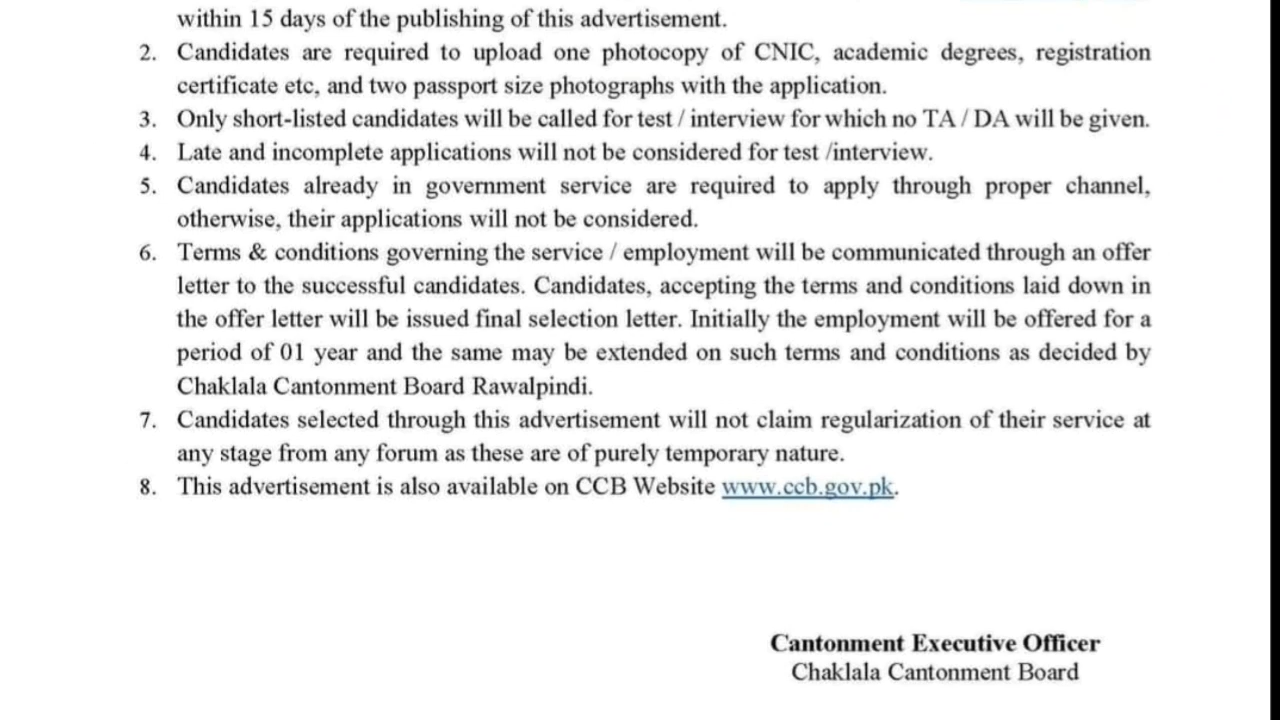 within 15 days of the publishing of this advertisement.
2. Candidates are required to upload one photocopy of CNIC, academic degrees, registration
certificate etc, and two passport size photographs with the application.
3. Only short-listed candidates will be called for test / interview for which no TA / DA will be given.
4. Late and incomplete applications will not be considered for test /interview.
5. Candidates already in government service are required to apply through proper channel,
otherwise, their applications will not be considered.
6. Terms & conditions governing the service / employment will be communicated through an offer
letter to the successful candidates. Candidates, accepting the terms and conditions laid down in
the offer letter will be issued final selection letter. Initially the employment will be offered for a
period of 01 year and the same may be extended on such terms and conditions as decided by
Chaklala Cantonment Board Rawalpindi.
7. Candidates selected through this advertisement will not claim regularization of their service at
any stage from any forum as these are of purely temporary nature.
8. This advertisement is also available on CCB Website www.ccb.gov.pk.
Cantonment Executive Officer
Chaklala Cantonment Board